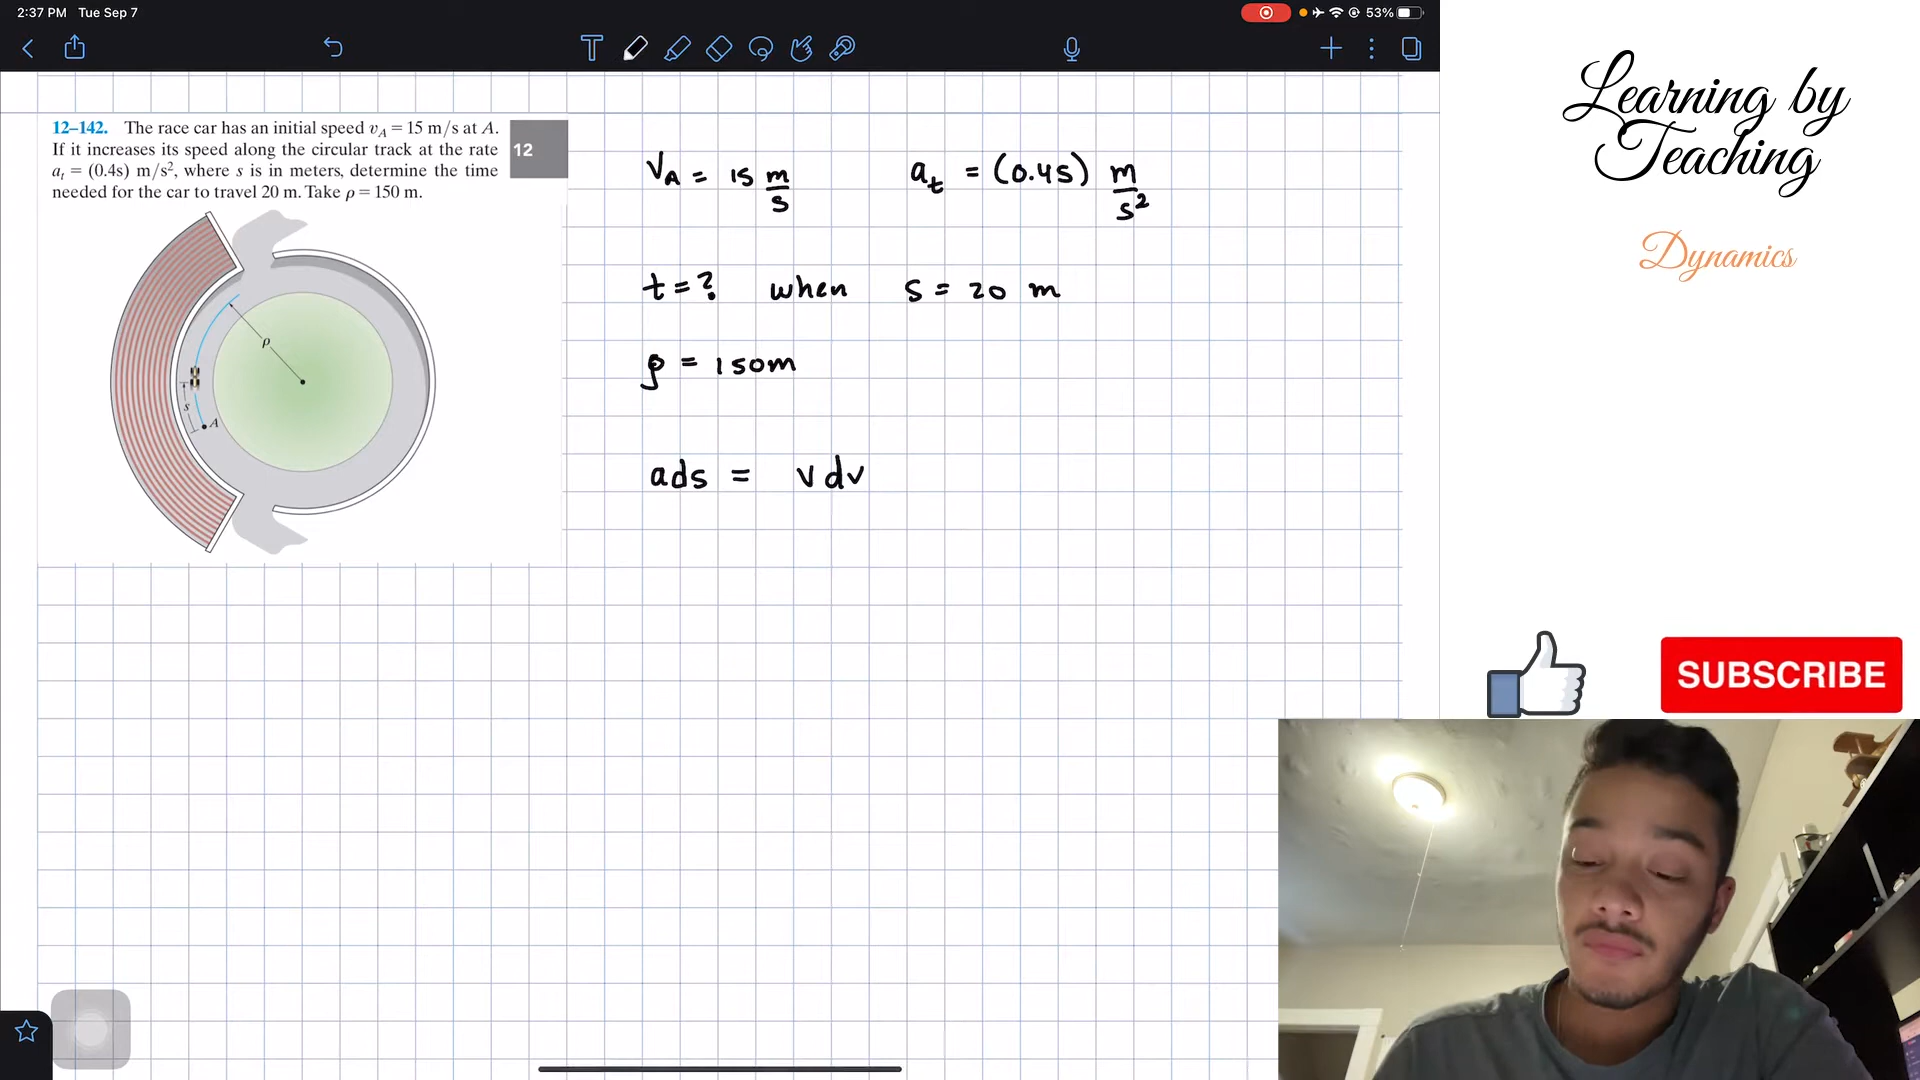 2:37 PM Tue Sep 7
53%
12–142. The race car has an initial speed v_A = 15 m/s at A.
If it increases its speed along the circular track at the rate
a_t = (0.4s) m/s², where s is in meters, determine the time
needed for the car to travel 20 m. Take ρ = 150 m.
12
ρ
s
A
V_A = 15 m/s
a_t = (0.4s) m/s²
t = ? when s = 20 m
ρ = 150m
ads = vdv
Learning by
Teaching
Dynamics
SUBSCRIBE